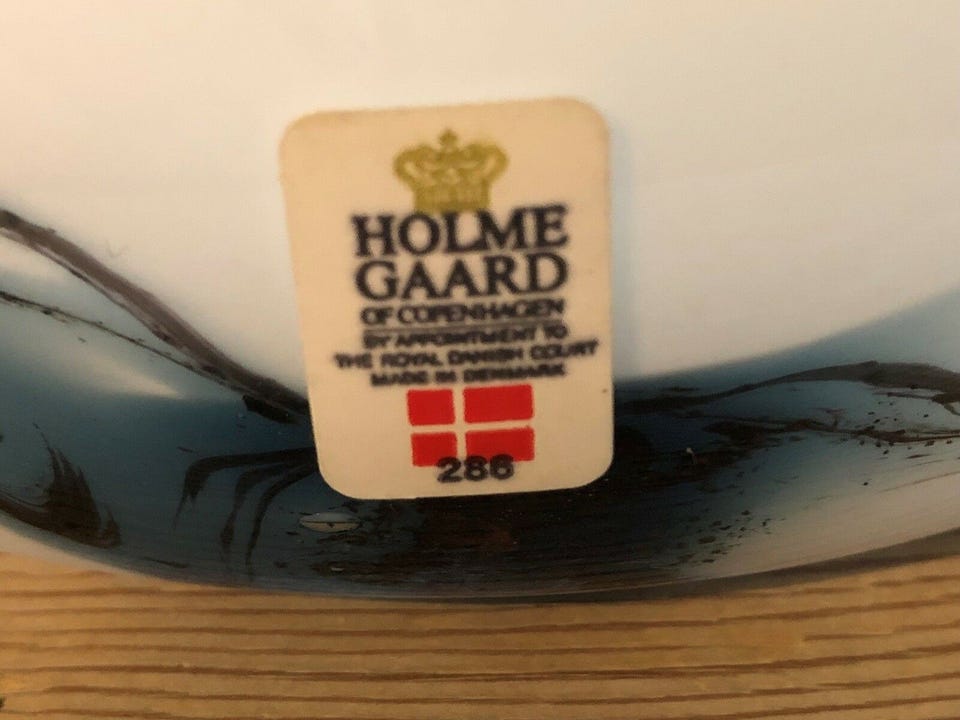 HOLME
GAARD
OF COPENHAGEN
BY APPOINTMENT TO
THE ROYAL DANISH COURT
MADE IN DENMARK
286